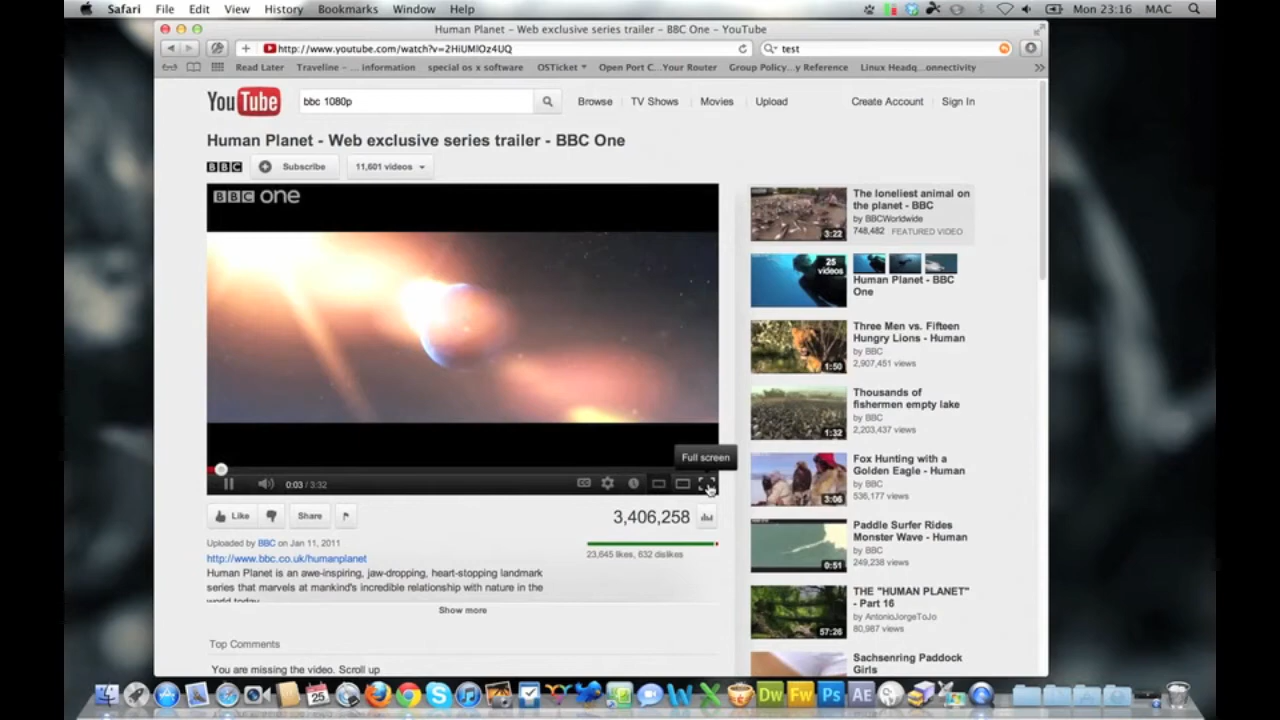 Safari File Edit View History Bookmarks Window Help Mon 23:16 MAC
Human Planet - Web exclusive series trailer - BBC One - YouTube
http://www.youtube.com/watch?v=2HiUMlOz4UQ
test
Read Later Traveline - ... information special os x software OSTicket Open Port C...Your Router Group Policy...y Reference Linux Headq...onnectivity
YouTube
bbc 1080p
Browse TV Shows Movies Upload Create Account Sign In
Human Planet - Web exclusive series trailer - BBC One
BBC Subscribe 11,601 videos
BBC one
Full screen
0:03 / 3:32
CC
Like Share
3,406,258
Uploaded by BBC on Jan 11, 2011
23,645 likes, 632 dislikes
http://www.bbc.co.uk/humanplanet
Human Planet is an awe-inspiring, jaw-dropping, heart-stopping landmark
series that marvels at mankind's incredible relationship with nature in the
world today.
Show more
Top Comments
You are missing the video. Scroll up
The loneliest animal on
the planet - BBC
by BBCWorldwide
748,482 FEATURED VIDEO
3:22
25
videos
Human Planet - BBC
One
Three Men vs. Fifteen
Hungry Lions - Human
by BBC
2,907,451 views
1:50
Thousands of
fishermen empty lake
by BBC
2,203,437 views
1:32
Fox Hunting with a
Golden Eagle - Human
by BBC
536,177 views
3:06
Paddle Surfer Rides
Monster Wave - Human
by BBC
249,238 views
0:51
THE "HUMAN PLANET"
- Part 16
by AntonioJorgeToJo
80,987 views
57:26
Sachsenring Paddock
Girls
25
Dw Fw Ps AE